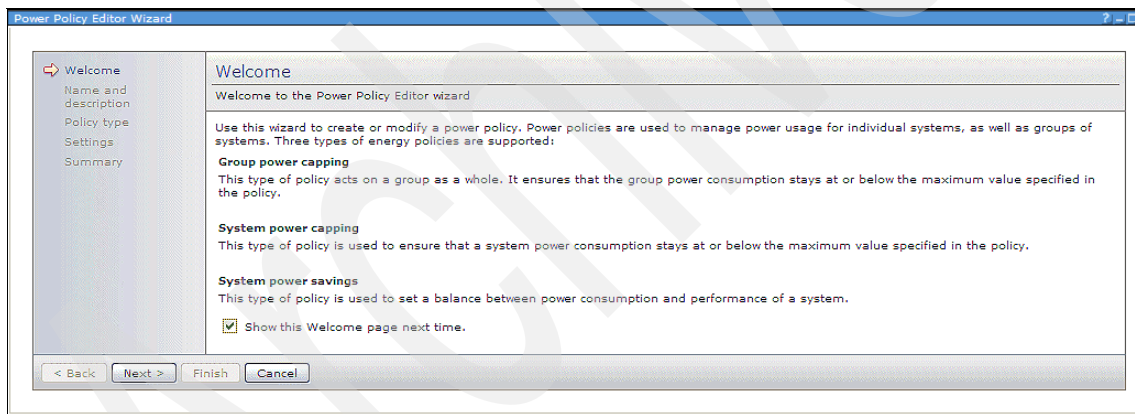 Power Policy Editor Wizard
Welcome
Name and
description
Policy type
Settings
Summary
Welcome
Welcome to the Power Policy Editor wizard
Use this wizard to create or modify a power policy. Power policies are used to manage power usage for individual systems, as well as groups of
systems. Three types of energy policies are supported:
Group power capping
This type of policy acts on a group as a whole. It ensures that the group power consumption stays at or below the maximum value specified in
the policy.
System power capping
This type of policy is used to ensure that a system power consumption stays at or below the maximum value specified in the policy.
System power savings
This type of policy is used to set a balance between power consumption and performance of a system.
Show this Welcome page next time.
< Back Next > Finish Cancel